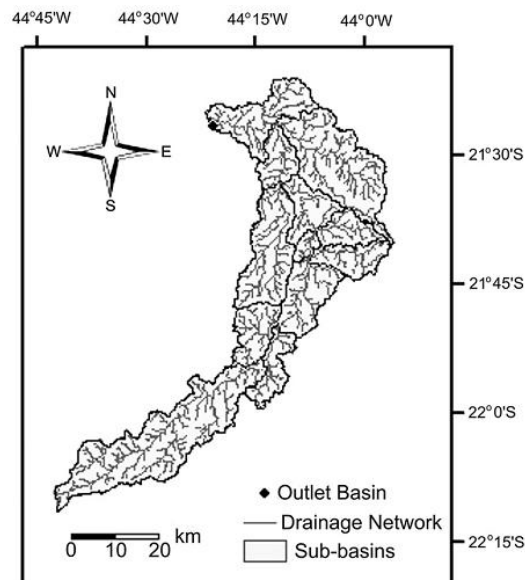 44°45'W 44°30'W 44°15'W 44°0'W
N
W E
S
21°30'S
21°45'S
22°0'S
22°15'S
Outlet Basin
Drainage Network
Sub-basins
km
0 10 20